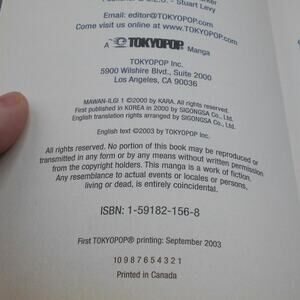 Publisher & C.E.O. - Stuart Levy
Email: editor@TOKYOPOP.com
Come visit us online at www.TOKYOPOP.com
A TOKYOPOP Manga
TOKYOPOP Inc.
5900 Wilshire Blvd., Suite 2000
Los Angeles, CA 90036
MAWAN-ILGI 1 ©2000 by KARA. All rights reserved.
First published in KOREA in 2000 by SIGONGSA Co., Ltd.
English translation rights arranged by SIGONGSA Co., Ltd.
English text ©2003 by TOKYOPOP Inc.
All rights reserved. No portion of this book may be reproduced or
transmitted in any form or by any means without written permission
from the copyright holders. This manga is a work of fiction.
Any resemblance to actual events or locales or persons,
living or dead, is entirely coincidental.
ISBN: 1-59182-156-8
First TOKYOPOP® printing: September 2003
10 9 8 7 6 5 4 3 2 1
Printed in Canada